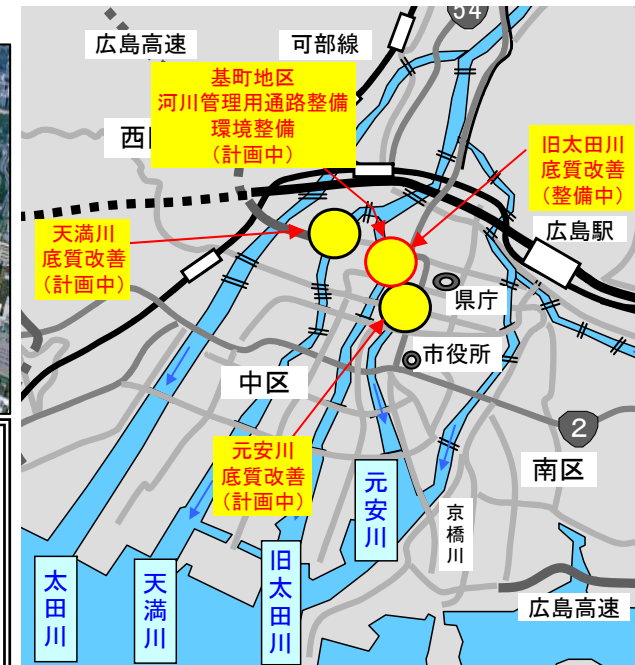 54
広島高速
可部線
基町地区
河川管理用通路整備
環境整備
(計画中)
西
旧太田川
底質改善
(整備中)
広島駅
天満川
底質改善
(計画中)
県庁
市役所
中区
2
元安川
底質改善
(計画中)
南区
元安川
京橋川
太田川
天満川
旧太田川
広島高速